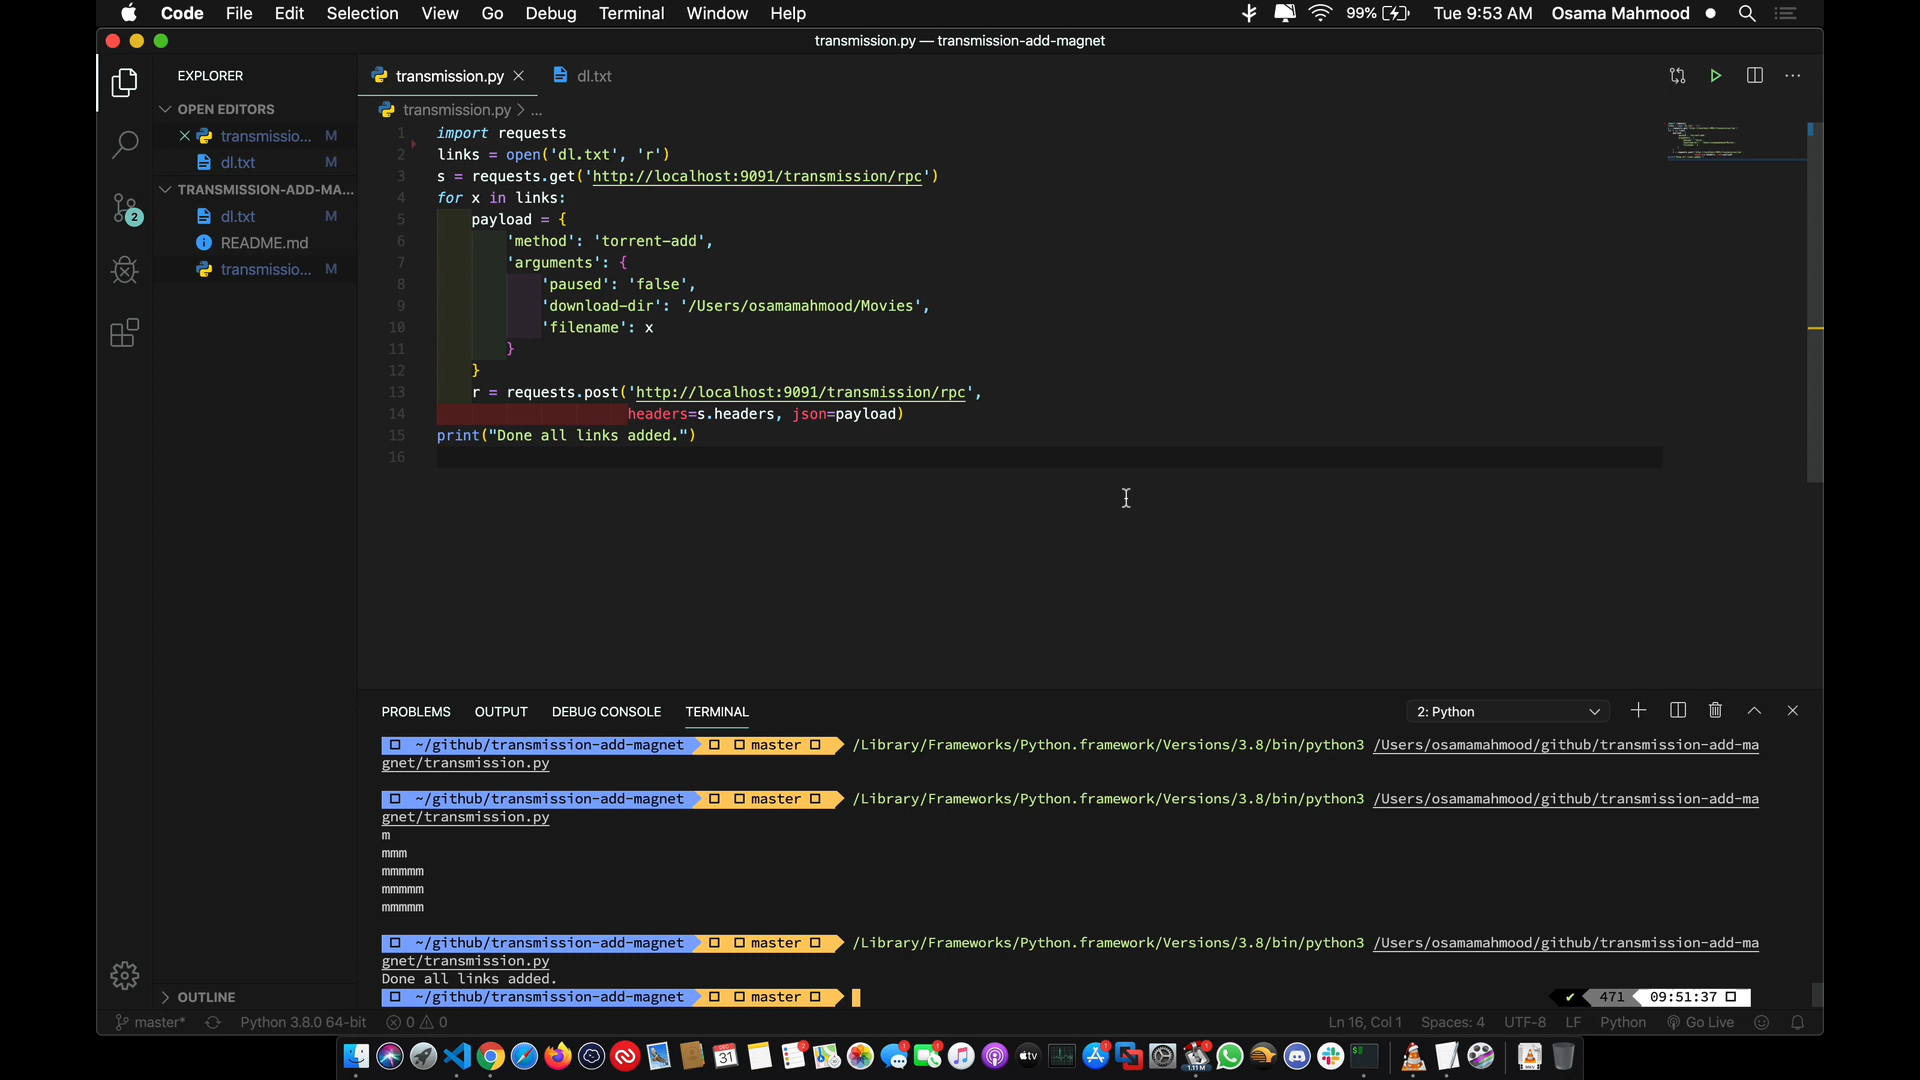 Code File Edit Selection View Go Debug Terminal Window Help 99% Tue 9:53 AM Osama Mahmood
transmission.py — transmission-add-magnet
EXPLORER
OPEN EDITORS
transmissio... M
dl.txt M
TRANSMISSION-ADD-MA...
dl.txt M
README.md
transmissio... M
2
OUTLINE
transmission.py dl.txt
transmission.py > ...
1 import requests
2 links = open('dl.txt', 'r')
3 s = requests.get('http://localhost:9091/transmission/rpc')
4 for x in links:
5 payload = {
6 'method': 'torrent-add',
7 'arguments': {
8 'paused': 'false',
9 'download-dir': '/Users/osamamahmood/Movies',
10 'filename': x
11 }
12 }
13 r = requests.post('http://localhost:9091/transmission/rpc',
14 headers=s.headers, json=payload)
15 print("Done all links added.")
16
PROBLEMS OUTPUT DEBUG CONSOLE TERMINAL 2: Python
~/github/transmission-add-magnet master /Library/Frameworks/Python.framework/Versions/3.8/bin/python3 /Users/osamamahmood/github/transmission-add-ma
gnet/transmission.py
~/github/transmission-add-magnet master /Library/Frameworks/Python.framework/Versions/3.8/bin/python3 /Users/osamamahmood/github/transmission-add-ma
gnet/transmission.py
m
mmm
mmmmm
mmmmm
mmmmm
~/github/transmission-add-magnet master /Library/Frameworks/Python.framework/Versions/3.8/bin/python3 /Users/osamamahmood/github/transmission-add-ma
gnet/transmission.py
Done all links added.
~/github/transmission-add-magnet master ✔ 471 09:51:37
master* Python 3.8.0 64-bit 0 0 Ln 16, Col 1 Spaces: 4 UTF-8 LF Python Go Live
31 2 1 1 tv 1 1 1.11 M